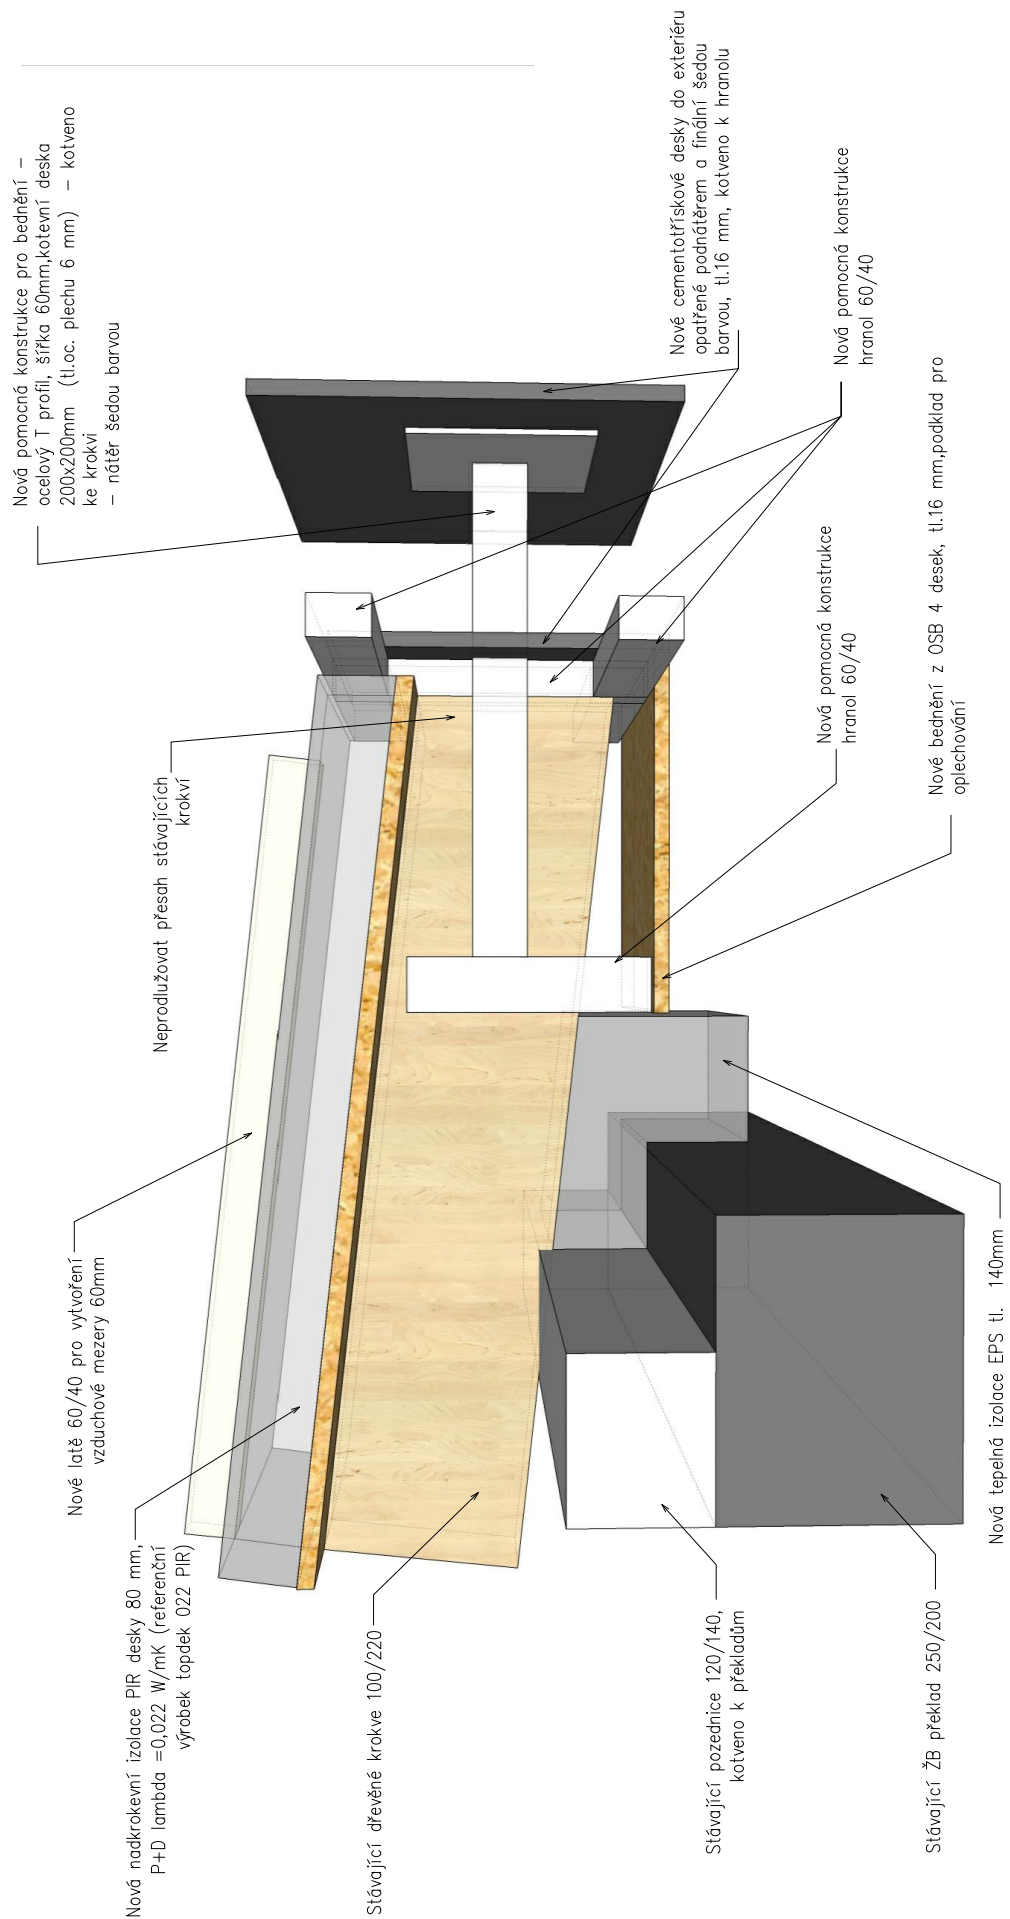 Nová pomocná konstrukce pro bednění –
ocelový T profil, šířka 60mm,kotevní deska
200x200mm (tl.oc. plechu 6 mm) – kotveno
ke krokvi
– nátěr šedou barvou
Nové latě 60/40 pro vytvoření
vzduchové mezery 60mm
Neprodlužovat přesah stávajících
krokví
Nová nadkrokevní izolace PIR desky 80 mm,
P+D lambda =0,022 W/mK (referenční
výrobek topdek 022 PIR)
Stávající dřevěné krokve 100/220
Nové cementotřískové desky do exteriéru
opatřené podnátěrem a finální šedou
barvou, tl.16 mm, kotveno k hranolu
Stávající pozednice 120/140,
kotveno k překladům
Nová pomocná konstrukce
hranol 60/40
Nová pomocná konstrukce
hranol 60/40
Stávající ŽB překlad 250/200
Nové bednění z OSB 4 desek, tl.16 mm,podklad pro
oplechování
Nová tepelná izolace EPS tl. 140mm